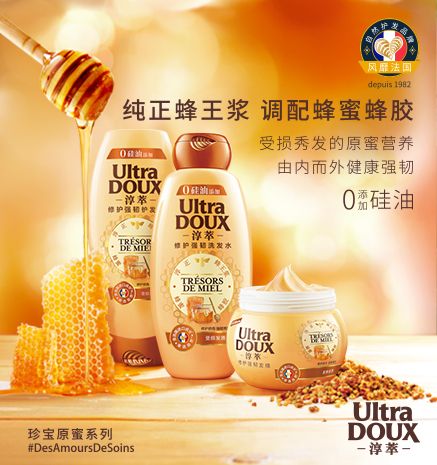 自然护发品牌
风靡法国
depuis 1982
纯正蜂王浆 调配蜂蜜蜂胶
受损秀发的原蜜营养
由内而外健康强韧
0添加硅油
0硅油添加
Ultra
DOUX
淳萃
修护强韧护发
TRÉSORS
DE MIEL
0硅油添加
Ultra
DOUX
淳萃
修护强韧洗发水
TRÉSORS
DE MIEL
受损发质
Ultra
DOUX
淳萃
修护强韧发膜
TRÉSORS
DE MIEL
珍宝原蜜系列
#DesAmoursDeSoins
Ultra
DOUX
淳萃